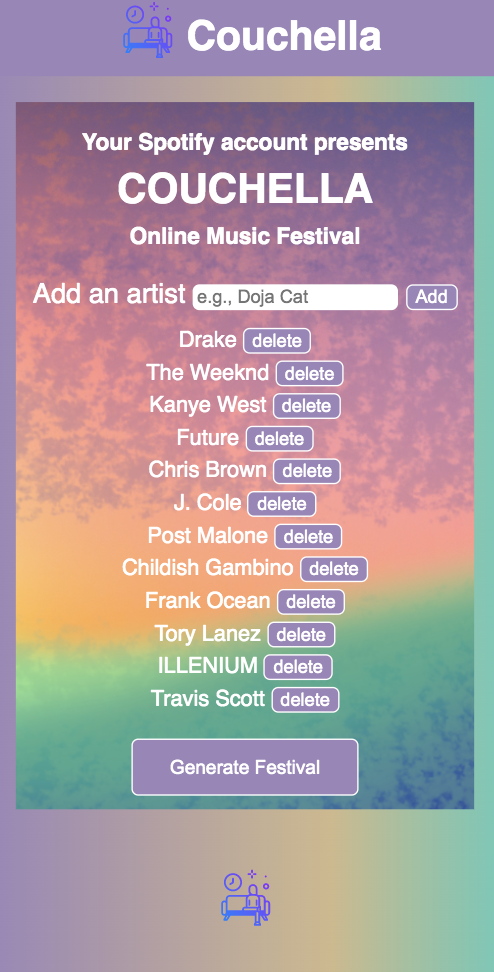 Couchella
Your Spotify account presents
COUCHELLA
Online Music Festival
Add an artist e.g., Doja Cat Add
Drake delete
The Weeknd delete
Kanye West delete
Future delete
Chris Brown delete
J. Cole delete
Post Malone delete
Childish Gambino delete
Frank Ocean delete
Tory Lanez delete
ILLENIUM delete
Travis Scott delete
Generate Festival